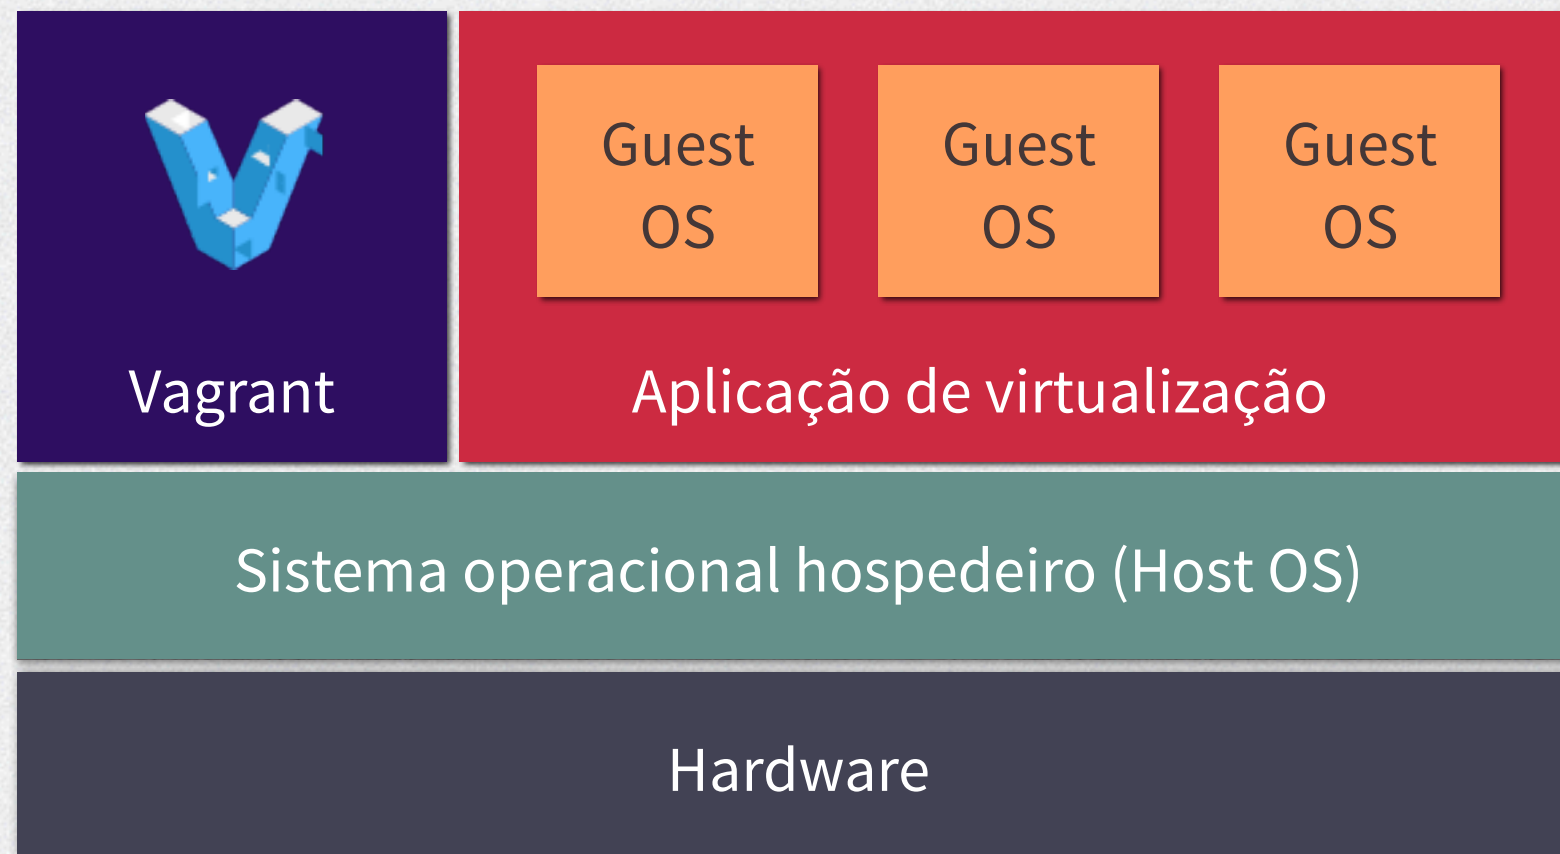 Guest
OS
Guest
OS
Guest
OS
Vagrant
Aplicação de virtualização
Sistema operacional hospedeiro (Host OS)
Hardware